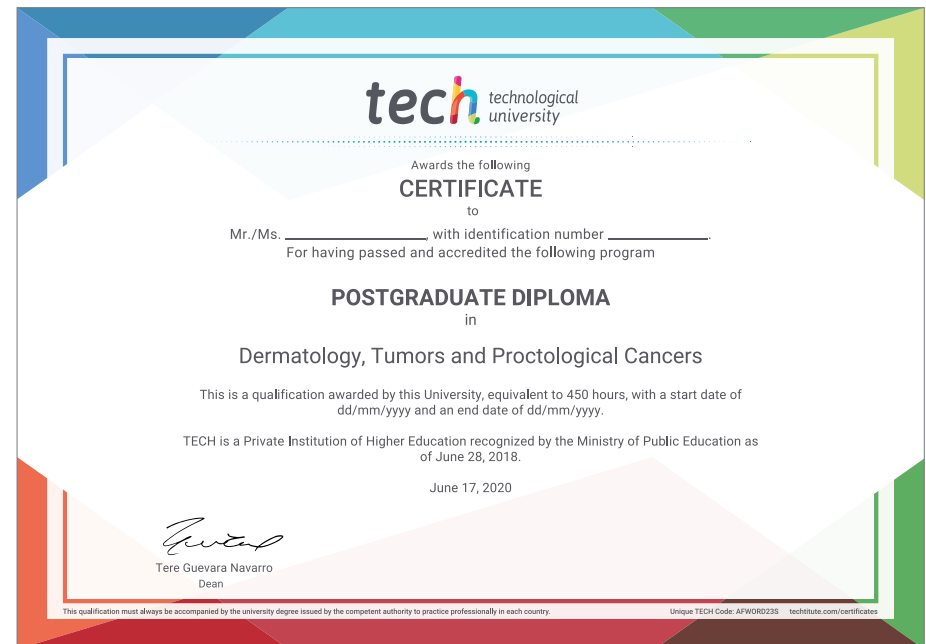 tech technological
university
Awards the following
CERTIFICATE
to
Mr./Ms. ____________________, with identification number ______________.
For having passed and accredited the following program
POSTGRADUATE DIPLOMA
in
Dermatology, Tumors and Proctological Cancers
This is a qualification awarded by this University, equivalent to 450 hours, with a start date of
dd/mm/yyyy and an end date of dd/mm/yyyy.
TECH is a Private Institution of Higher Education recognized by the Ministry of Public Education as
of June 28, 2018.
June 17, 2020
Tere Guevara Navarro
Dean
This qualification must always be accompanied by the university degree issued by the competent authority to practice professionally in each country.
Unique TECH Code: AFWORD23S techtitute.com/certificates